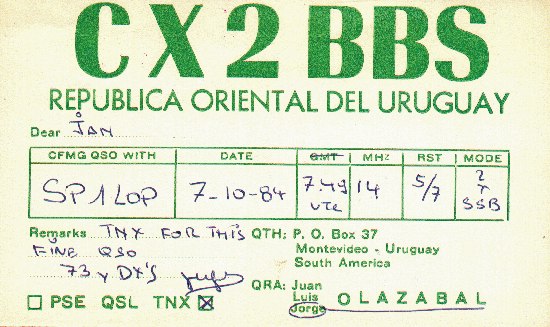 CX2BBS
REPUBLICA ORIENTAL DEL URUGUAY
Dear JAN
CFMG QSO WITH DATE GMT MHz RST MODE
SP1LOP 7-10-84 7.49 UTC 14 5/7 2 x SSB
Remarks TNX FOR THIS
FINE QSO
73 y DX'S
QTH: P. O. Box 37
Montevideo - Uruguay
South America
QRA: Juan
Luis
Jorge
OLAZABAL
PSE QSL TNX